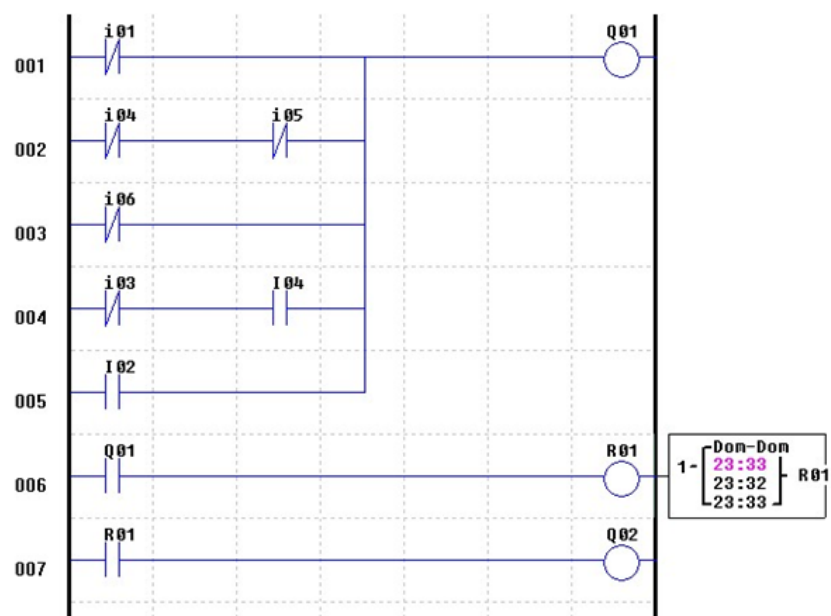 i01 Q01
001
i04 i05
002
i06
003
i03 I04
004
I02
005
Q01 R01
006
Dom-Dom
1- 23:33 R01
23:32
23:33
R01 Q02
007